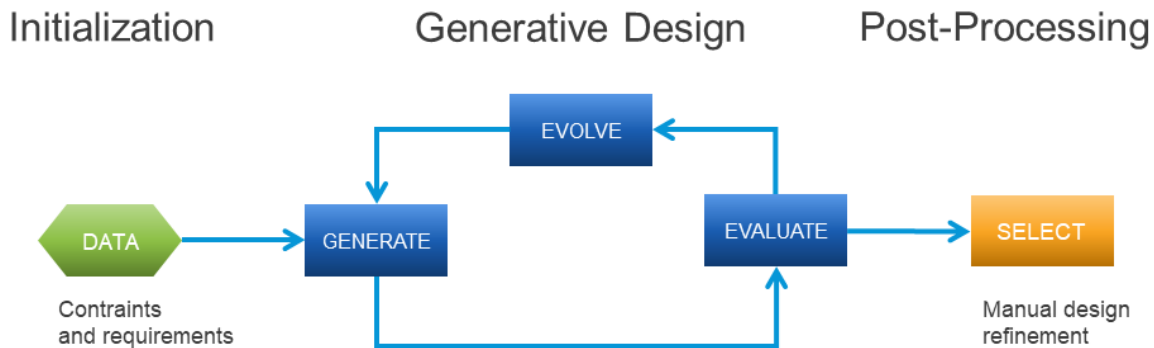 Initialization
Generative Design
Post-Processing
EVOLVE
DATA
GENERATE
EVALUATE
SELECT
Contraints
and requirements
Manual design
refinement